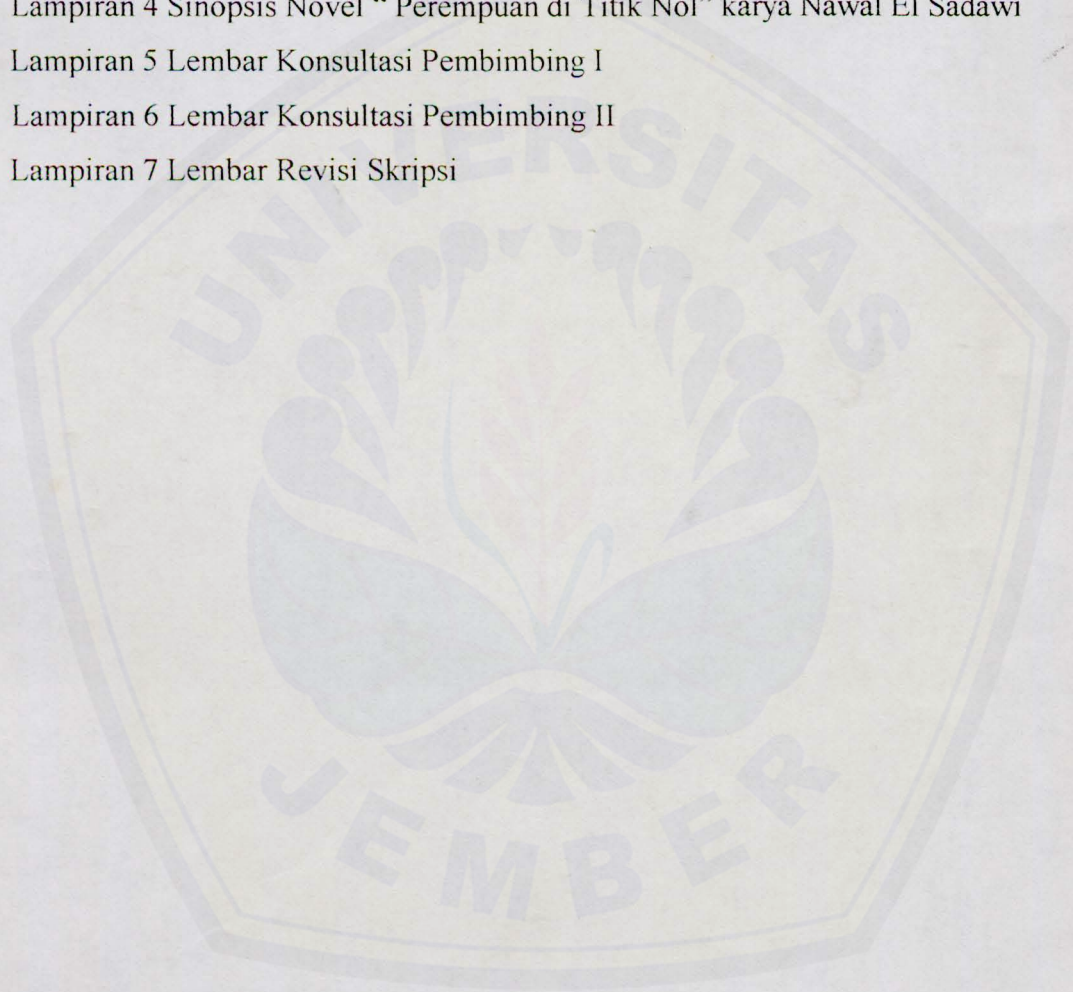 Lampiran 4 Sinopsis Novel “ Perempuan di Titik Nol” karya Nawal El Sadawi
Lampiran 5 Lembar Konsultasi Pembimbing I
Lampiran 6 Lembar Konsultasi Pembimbing II
Lampiran 7 Lembar Revisi Skripsi
UNIVERSITAS
JEMBER